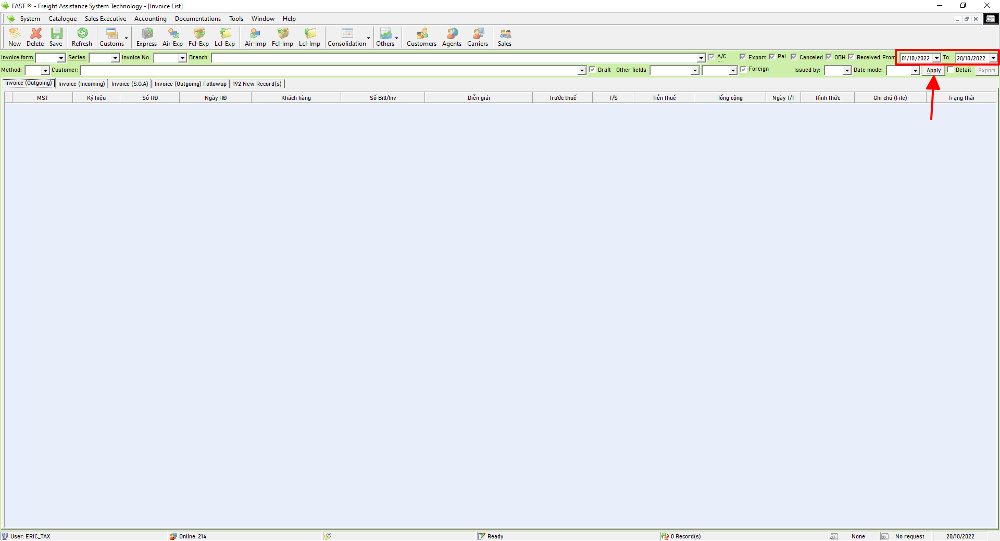 FAST ® - Freight Assistance System Technology - [Invoice List]
System Catalogue Sales Executive Accounting Documentations Tools Window Help
New Delete Save Refresh Customs Express Air-Exp Fcl-Exp Lcl-Exp Air-Imp Fcl-Imp Lcl-Imp Consolidation Others Customers Agents Carriers Sales
Invoice form: Series: Invoice No.: Branch: A/C Export Pai Canceled OBH Received From 01/10/2022 To: 20/10/2022
Method: Customer: Draft Other fields Foreign Issued by: Date mode: Apply Detail Export
Invoice (Outgoing) Invoice (Incoming) Invoice (S.O.A) Invoice (Outgoing) Followup 192 New Record(s)
MST Ký hiệu Số HĐ Ngày HĐ Khách hàng Số Bill/Inv Diễn giải Trước thuế T/S Tiền thuế Tổng cộng Ngày T/T Hình thức Ghi chú (File) Trạng thái
User: ERIC_TAX Online: 214 Ready 0 Record(s) None No request 20/10/2022